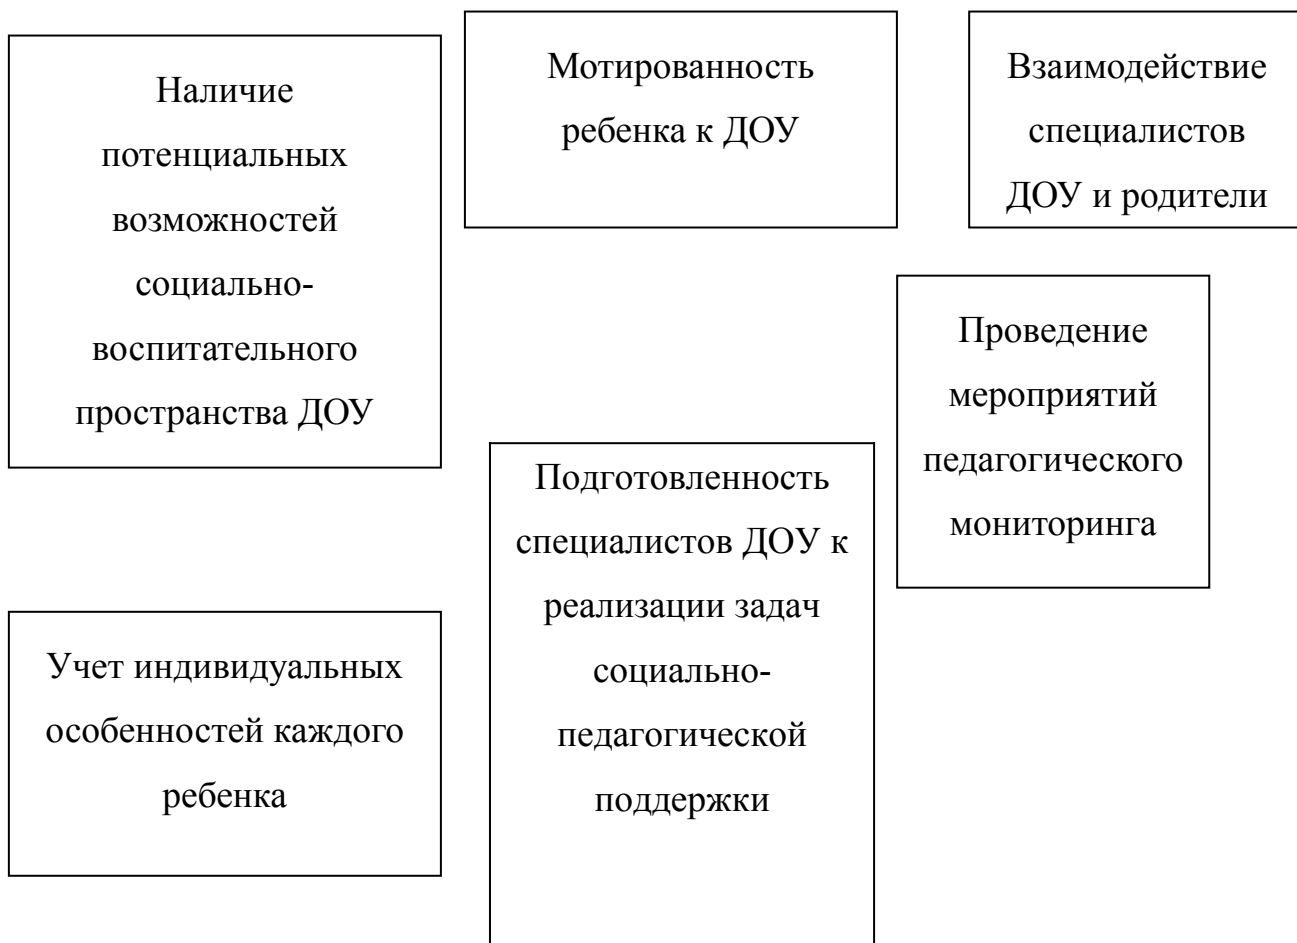 Наличие
потенциальных
возможностей
социально-
воспитательного
пространства ДОУ
Мотированность
ребенка к ДОУ
Взаимодействие
специалистов
ДОУ и родители
Проведение
мероприятий
педагогического
мониторинга
Подготовленность
специалистов ДОУ к
реализации задач
социально-
педагогической
поддержки
Учет индивидуальных
особенностей каждого
ребенка